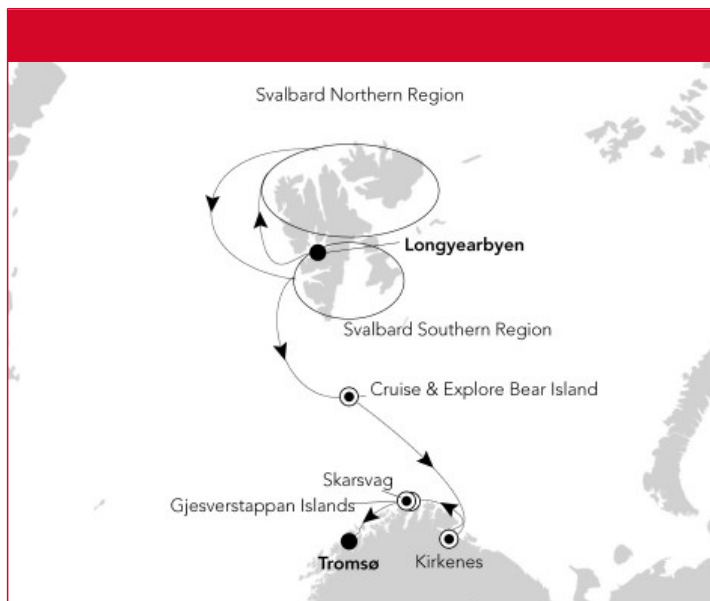 Svalbard Northern Region
Longyearbyen
Svalbard Southern Region
Cruise & Explore Bear Island
Skarsvag
Gjesverstappan Islands
Tromsø
Kirkenes